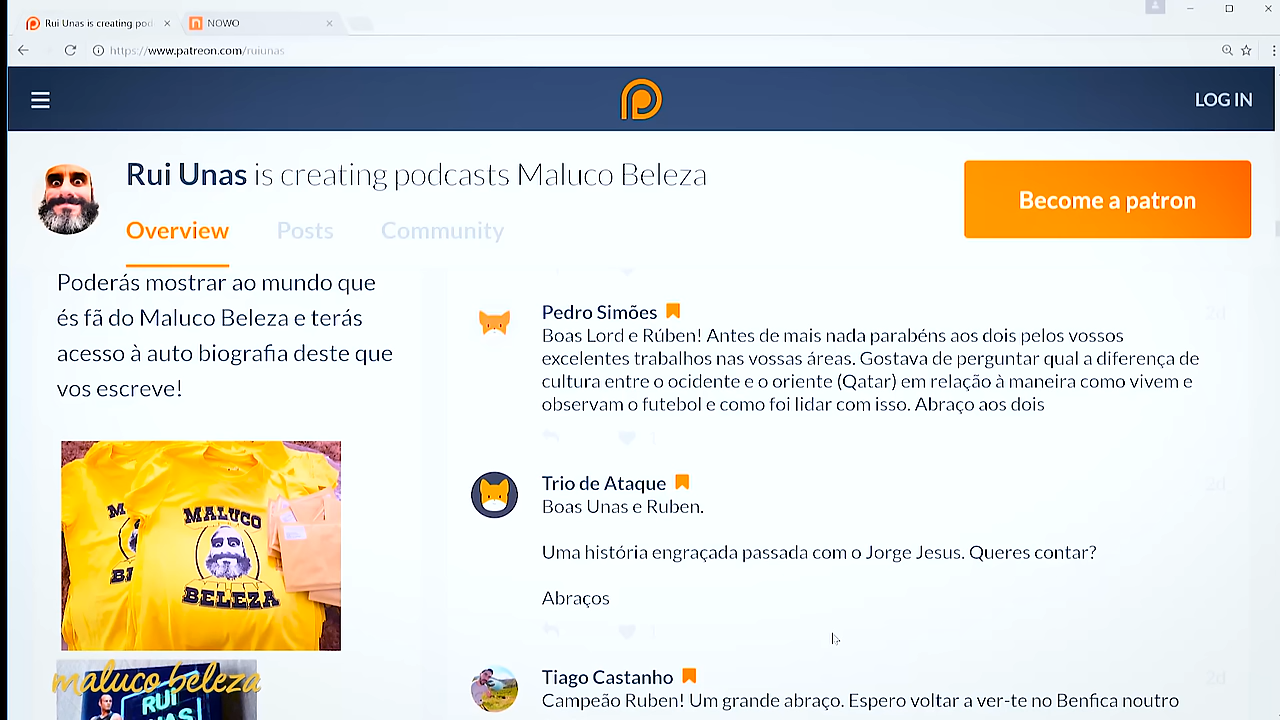 Rui Unas is creating pod
NOWO
https://www.patreon.com/ruiunas
LOG IN
Rui Unas is creating podcasts Maluco Beleza
Become a patron
Overview
Posts
Community
Poderás mostrar ao mundo que
és fã do Maluco Beleza e terás
acesso à auto biografia deste que
vos escreve!
MALUCO
BELEZA
maluco beleza
RUI
UNAS
Pedro Simões
2d
Boas Lord e Rúben! Antes de mais nada parabéns aos dois pelos vossos
excelentes trabalhos nas vossas áreas. Gostava de perguntar qual a diferença de
cultura entre o ocidente e o oriente (Qatar) em relação à maneira como vivem e
observam o futebol e como foi lidar com isso. Abraço aos dois
Trio de Ataque
2d
Boas Unas e Ruben.
Uma história engraçada passada com o Jorge Jesus. Queres contar?
Abraços
Tiago Castanho
2d
Campeão Ruben! Um grande abraço. Espero voltar a ver-te no Benfica noutro